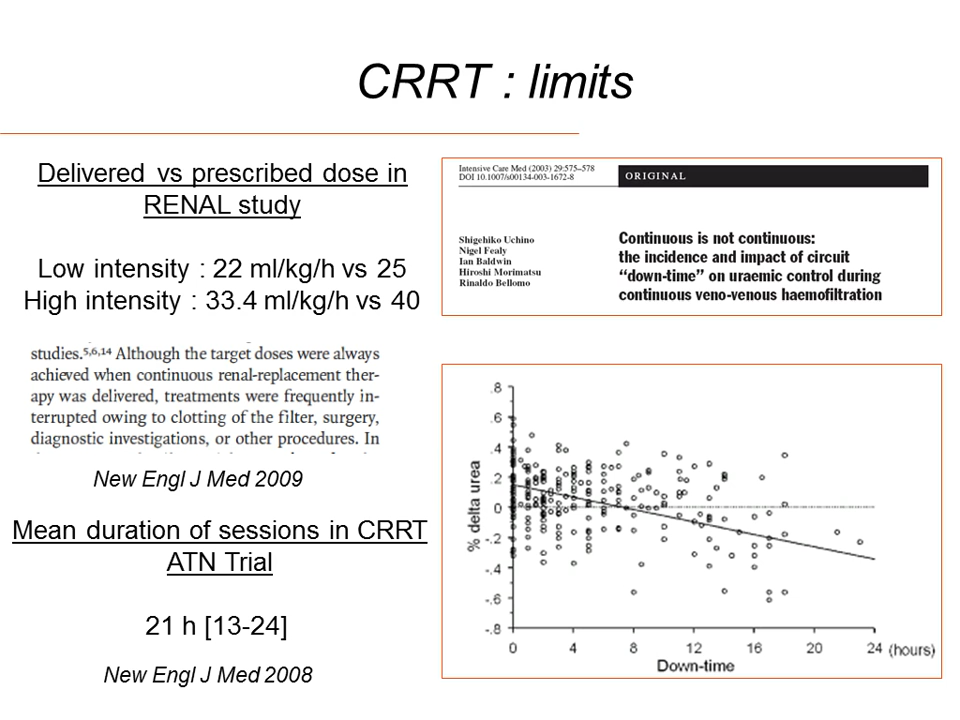 CRRT : limits
Delivered vs prescribed dose in
RENAL study
Low intensity : 22 ml/kg/h vs 25
High intensity : 33.4 ml/kg/h vs 40
studies.5,6,14 Although the target doses were always
achieved when continuous renal-replacement ther-
apy was delivered, treatments were frequently in-
terrupted owing to clotting of the filter, surgery,
diagnostic investigations, or other procedures. In
New Engl J Med 2009
Mean duration of sessions in CRRT
ATN Trial
21 h [13-24]
New Engl J Med 2008
Intensive Care Med (2003) 29:575–578
DOI 10.1007/s00134-003-1672-8
ORIGINAL
Shigehiko Uchino
Nigel Fealy
Ian Baldwin
Hiroshi Morimatsu
Rinaldo Bellomo
Continuous is not continuous:
the incidence and impact of circuit
“down-time” on uraemic control during
continuous veno-venous haemofiltration
% delta urea
.8
.6
.4
.2
0
-.2
-.4
-.6
-.8
0 4 8 12 16 20 24 (hours)
Down-time